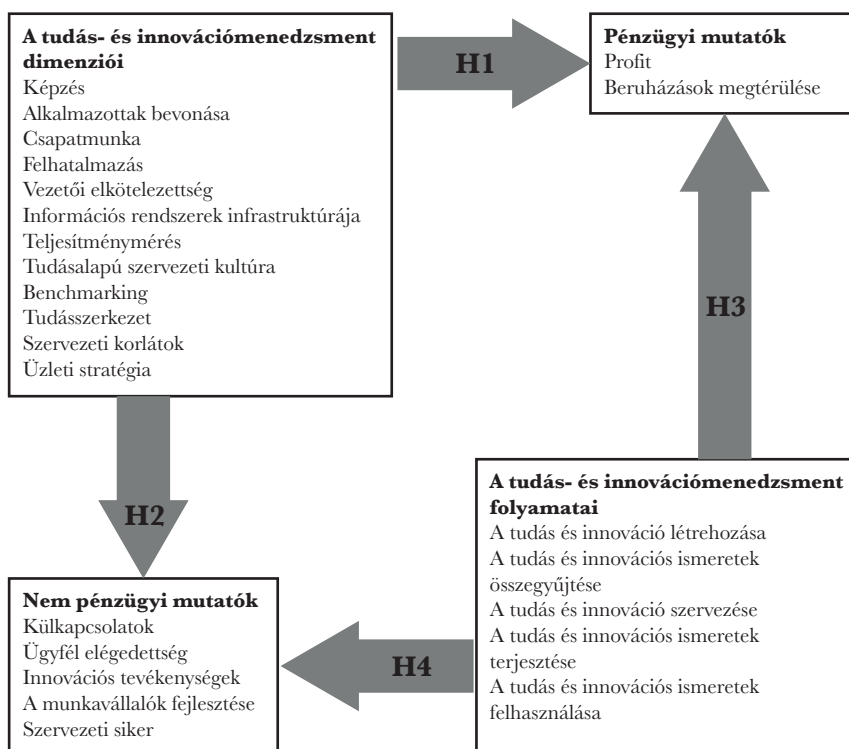 A tudás- és innovációmenedzsment
dimenziói
Képzés
Alkalmazottak bevonása
Csapatmunka
Felhatalmazás
Vezetői elkötelezettség
Információs rendszerek infrastruktúrája
Teljesítménymérés
Tudásalapú szervezeti kultúra
Benchmarking
Tudásszerkezet
Szervezeti korlátok
Üzleti stratégia
H1
Pénzügyi mutatók
Profit
Beruházások megtérülése
H3
H2
A tudás- és innovációmenedzsment
folyamatai
A tudás és innováció létrehozása
A tudás és innovációs ismeretek
összegyűjtése
A tudás és innováció szervezése
A tudás és innovációs ismeretek
terjesztése
A tudás és innovációs ismeretek
felhasználása
H4
Nem pénzügyi mutatók
Külkapcsolatok
Ügyfél elégedettség
Innovációs tevékenységek
A munkavállalók fejlesztése
Szervezeti siker